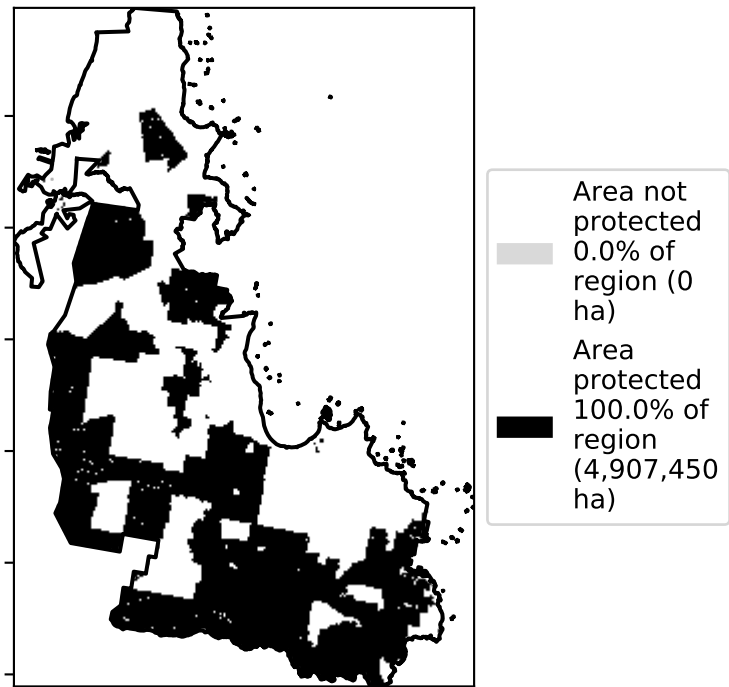 Area not
protected
0.0% of
region (0
ha)
Area
protected
100.0% of
region
(4,907,450
ha)